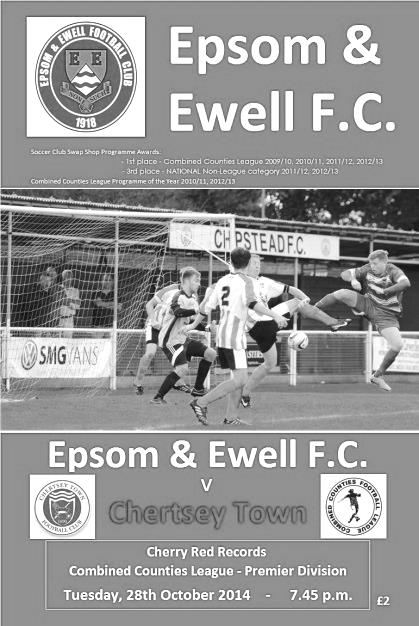 EPSOM & EWELL FOOTBALL CLUB
E E
NON SUCH
1918
Epsom &
Ewell F.C.
Soccer Club Swap Shop Programme Awards:
- 1st place - Combined Counties League 2009/10, 2010/11, 2011/12, 2012/13
- 3rd place - NATIONAL Non-League category 2011/12, 2012/13
Combined Counties League Programme of the Year 2010/11, 2012/13
CHIPSTEAD F.C.
SMG FANS
2
Epsom & Ewell F.C.
v
CHERTSEY TOWN
FOOTBALL CLUB
Chertsey Town
COMBINED COUNTIES FOOTBALL LEAGUE
Cherry Red Records
Combined Counties League - Premier Division
Tuesday, 28th October 2014 - 7.45 p.m.
£2